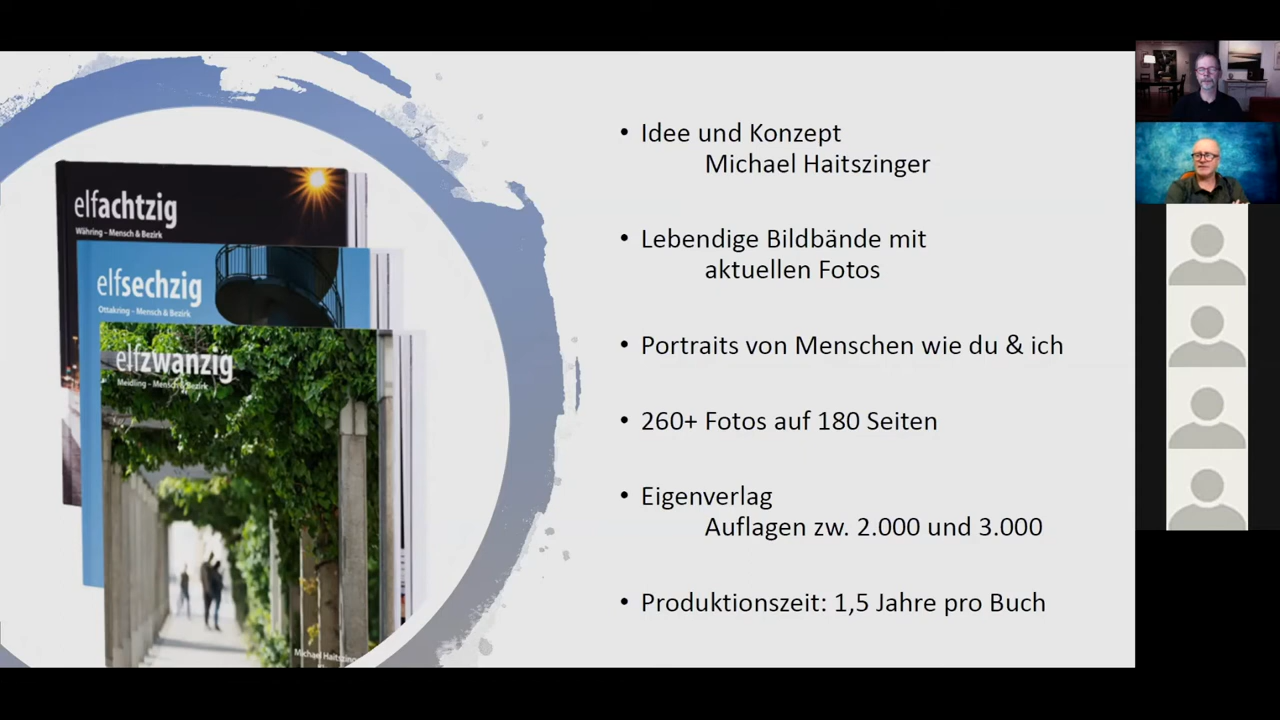 elfachtzig
Währing – Mensch & Bezirk
elfsechzig
Ottakring – Mensch & Bezirk
elfzwanzig
Meidling – Mensch & Bezirk
Michael Haitszinger
• Idee und Konzept
Michael Haitszinger
• Lebendige Bildbände mit
aktuellen Fotos
• Portraits von Menschen wie du & ich
• 260+ Fotos auf 180 Seiten
• Eigenverlag
Auflagen zw. 2.000 und 3.000
• Produktionszeit: 1,5 Jahre pro Buch